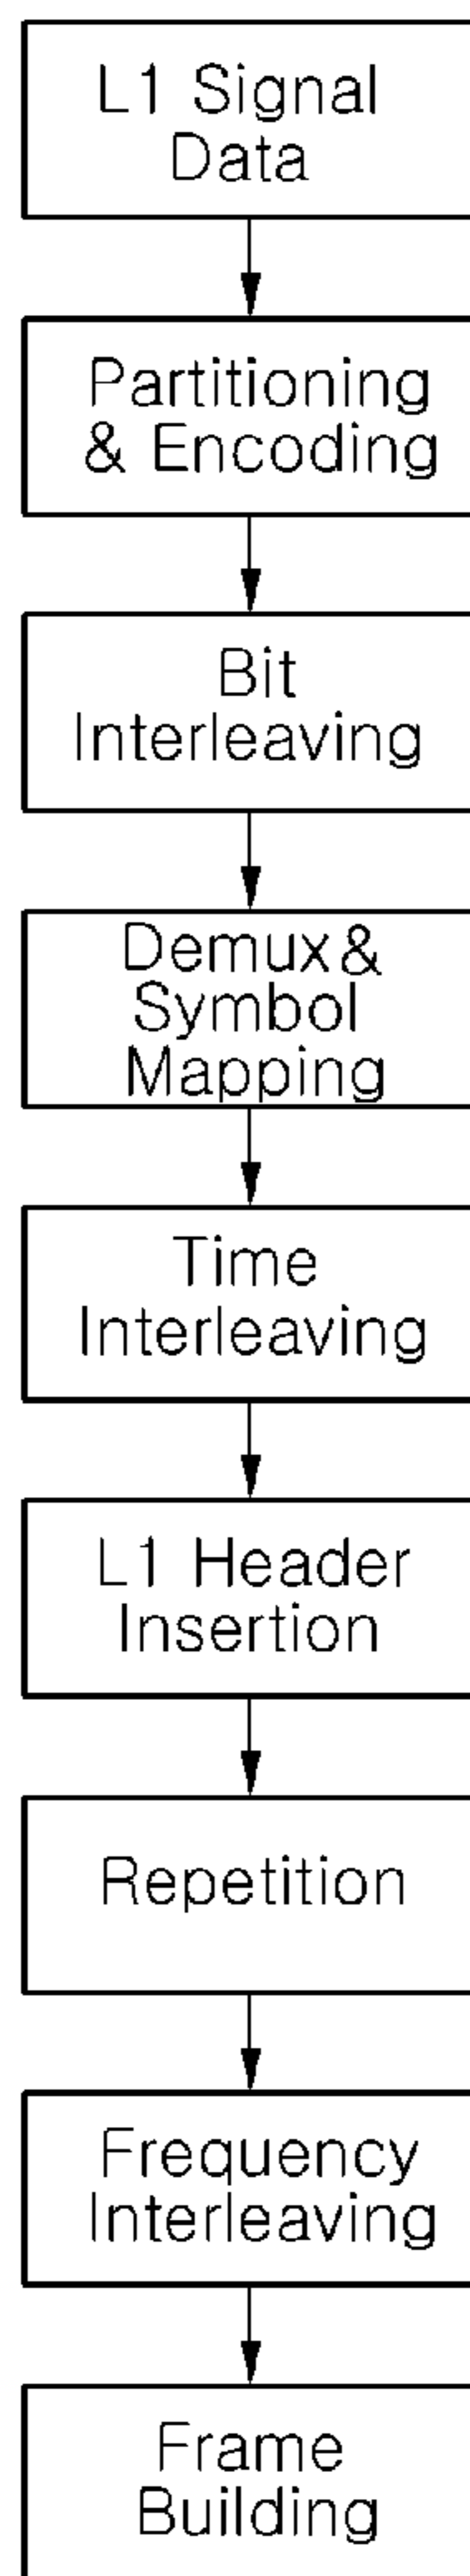 L1 Signal
Data
Partitioning
& Encoding
Bit
Interleaving
Demux&
Symbol
Mapping
Time
Interleaving
L1 Header
Insertion
Repetition
Frequency
Interleaving
Frame
Building